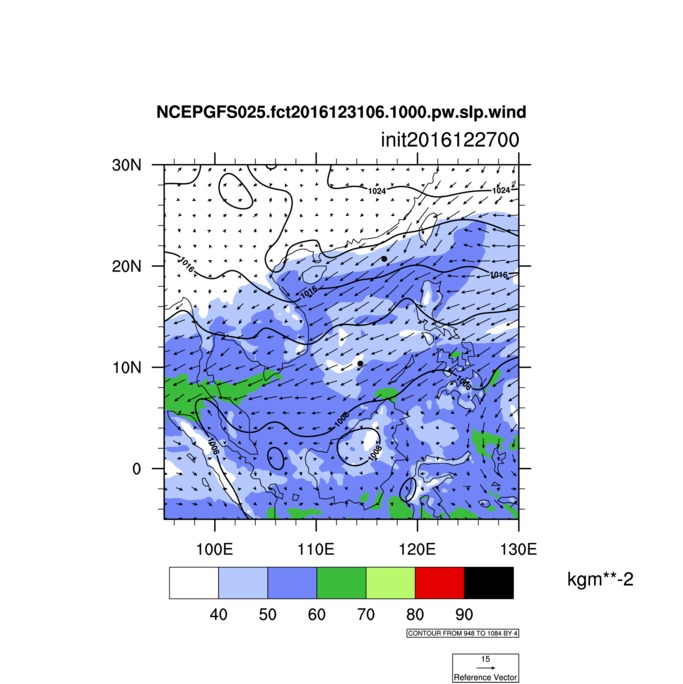 NCEPGFS025.fct2016123106.1000.pw.slp.wind
init2016122700
30N
1024
1024
20N
1016
1016
1016
10N
1008
1008
1008
1008
0
100E
110E
120E
130E
kgm**-2
40
50
60
70
80
90
CONTOUR FROM 948 TO 1084 BY 4
15
Reference Vector